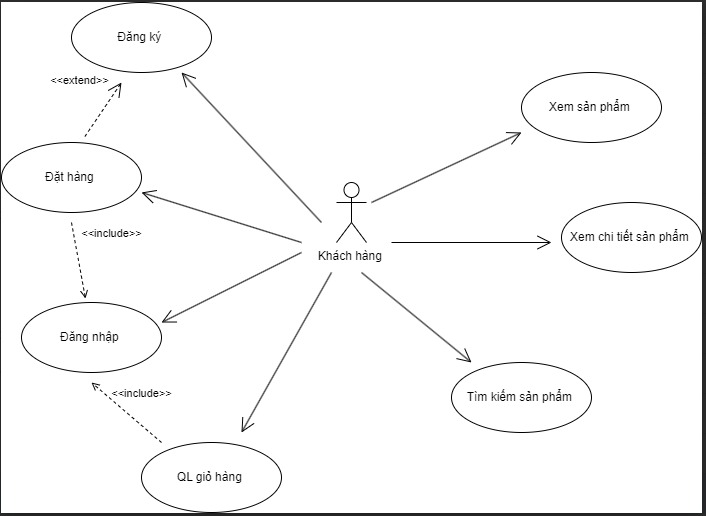 Đăng ký
<<extend>>
Xem sản phẩm
Đặt hàng
<<include>>
Xem chi tiết sản phẩm
Khách hàng
Đăng nhập
<<include>>
Tìm kiếm sản phẩm
QL giỏ hàng